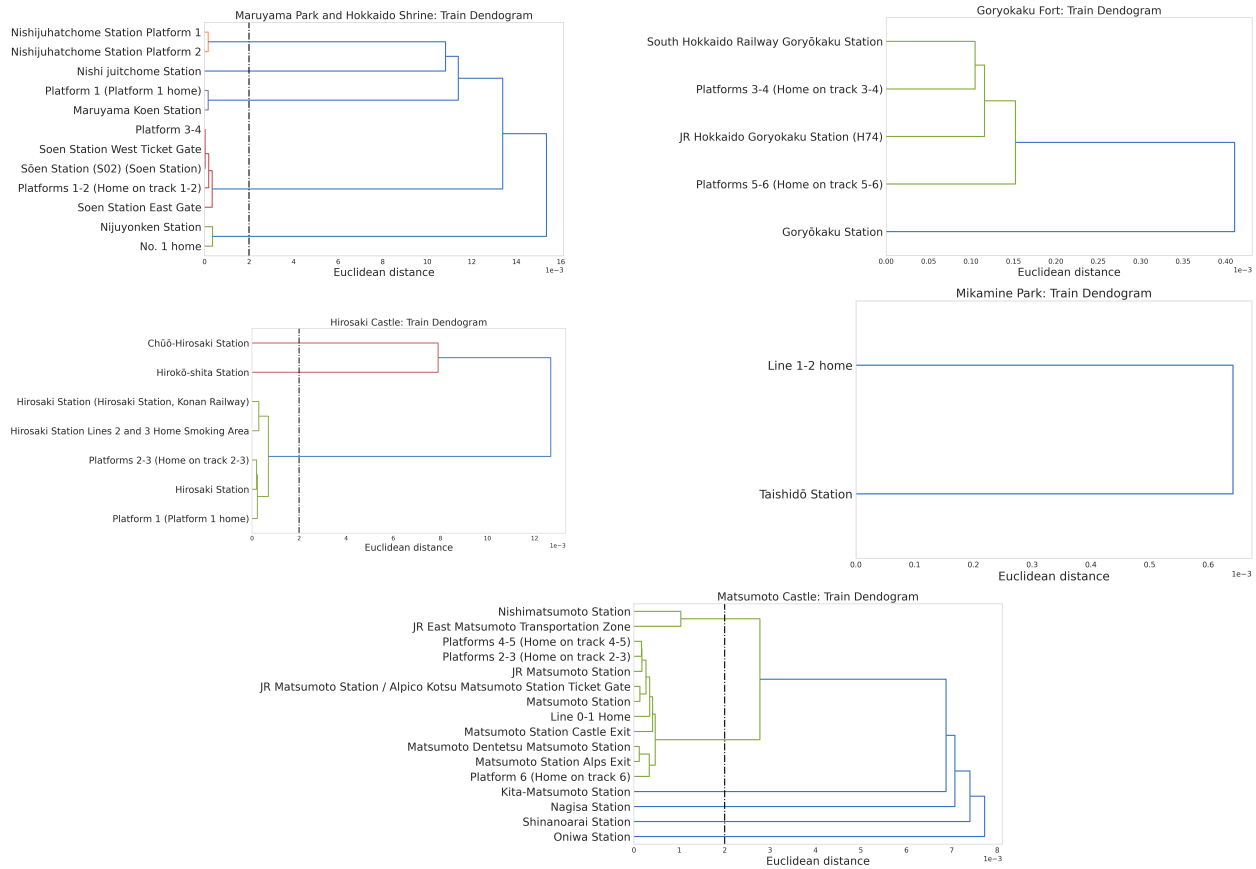 Maruyama Park and Hokkaido Shrine: Train Dendogram
Nishijuhatchome Station Platform 1
Nishijuhatchome Station Platform 2
Nishi juitchome Station
Platform 1 (Platform 1 home)
Maruyama Koen Station
Platform 3-4
Soen Station West Ticket Gate
Sōen Station (S02) (Soen Station)
Platforms 1-2 (Home on track 1-2)
Soen Station East Gate
Nijuyonken Station
No. 1 home
0 2 4 6 8 10 12 14 16
Euclidean distance
1e−3
Goryokaku Fort: Train Dendogram
South Hokkaido Railway Goryōkaku Station
Platforms 3-4 (Home on track 3-4)
JR Hokkaido Goryokaku Station (H74)
Platforms 5-6 (Home on track 5-6)
Goryōkaku Station
0.00 0.05 0.10 0.15 0.20 0.25 0.30 0.35 0.40
Euclidean distance
1e−3
Hirosaki Castle: Train Dendogram
Chūō-Hirosaki Station
Hirokō-shita Station
Hirosaki Station (Hirosaki Station, Konan Railway)
Hirosaki Station Lines 2 and 3 Home Smoking Area
Platforms 2-3 (Home on track 2-3)
Hirosaki Station
Platform 1 (Platform 1 home)
0 2 4 6 8 10 12
Euclidean distance
1e−3
Mikamine Park: Train Dendogram
Line 1-2 home
Taishidō Station
0.0 0.1 0.2 0.3 0.4 0.5 0.6
Euclidean distance
1e−3
Matsumoto Castle: Train Dendogram
Nishimatsumoto Station
JR East Matsumoto Transportation Zone
Platforms 4-5 (Home on track 4-5)
Platforms 2-3 (Home on track 2-3)
JR Matsumoto Station
JR Matsumoto Station / Alpico Kotsu Matsumoto Station Ticket Gate
Matsumoto Station
Line 0-1 Home
Matsumoto Station Castle Exit
Matsumoto Dentetsu Matsumoto Station
Matsumoto Station Alps Exit
Platform 6 (Home on track 6)
Kita-Matsumoto Station
Nagisa Station
Shinanoarai Station
Oniwa Station
0 1 2 3 4 5 6 7 8
Euclidean distance
1e−3